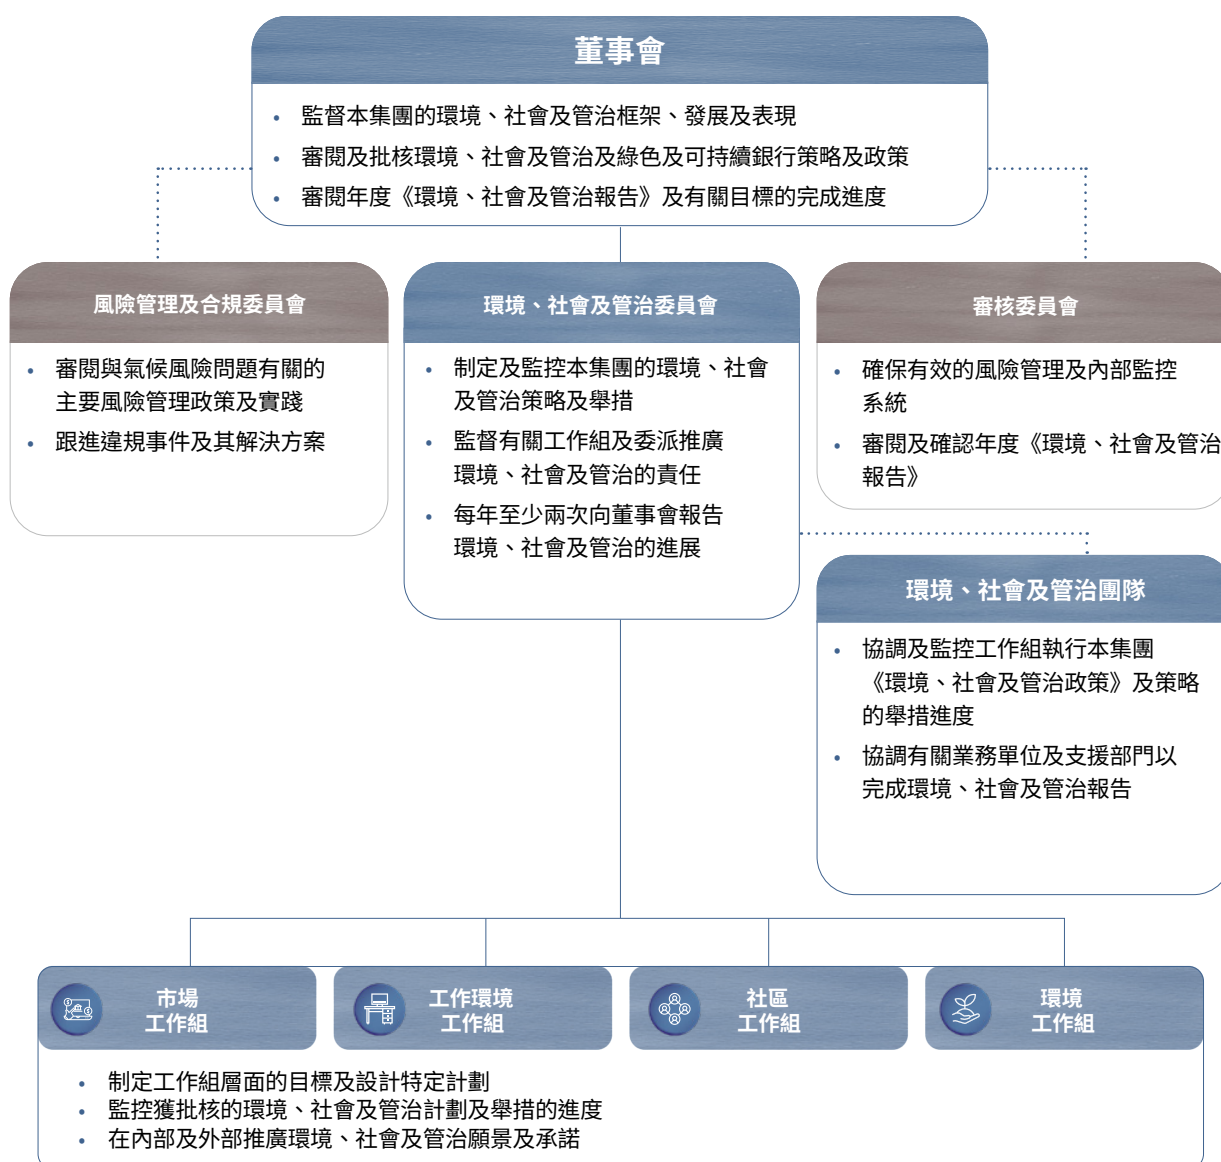 董事會
• 監督本集團的環境、社會及管治框架、發展及表現
• 審閱及批核環境、社會及管治及綠色及可持續銀行策略及政策
• 審閱年度《環境、社會及管治報告》及有關目標的完成進度
風險管理及合規委員會
• 審閱與氣候風險問題有關的
主要風險管理政策及實踐
• 跟進違規事件及其解決方案
環境、社會及管治委員會
• 制定及監控本集團的環境、社會
及管治策略及舉措
• 監督有關工作組及委派推廣
環境、社會及管治的責任
• 每年至少兩次向董事會報告
環境、社會及管治的進展
審核委員會
• 確保有效的風險管理及內部監控
系統
• 審閱及確認年度《環境、社會及管治
報告》
環境、社會及管治團隊
• 協調及監控工作組執行本集團
《環境、社會及管治政策》及策略
的舉措進度
• 協調有關業務單位及支援部門以
完成環境、社會及管治報告
市場
工作組
工作環境
工作組
社區
工作組
環境
工作組
• 制定工作組層面的目標及設計特定計劃
• 監控獲批核的環境、社會及管治計劃及舉措的進度
• 在內部及外部推廣環境、社會及管治願景及承諾